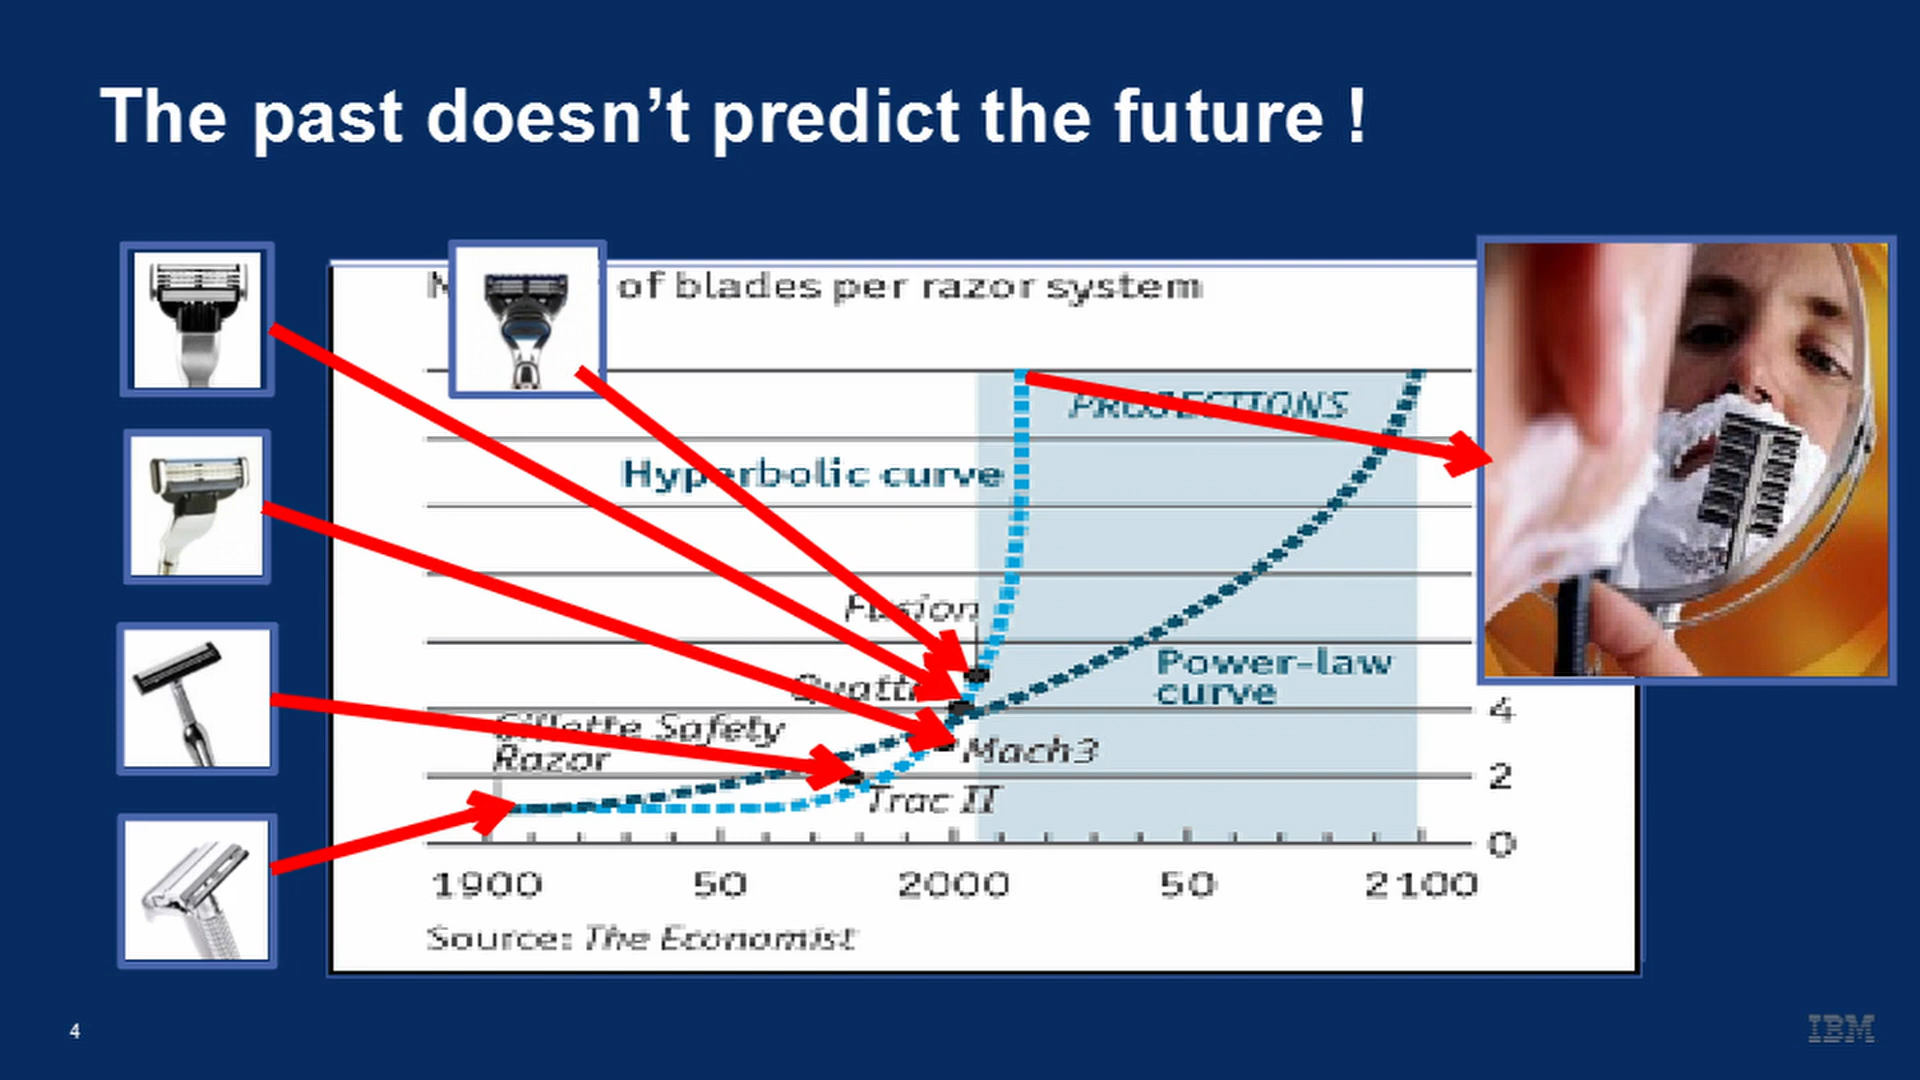 The past doesn’t predict the future !
of blades per razor system
PROJECTIONS
Hyperbolic curve
Fusion
Power-law
curve
Quattro
4
Gillette Safety
Razor
Mach3
2
Trac II
0
1900 50 2000 50 2100
Source: The Economist
4
IBM